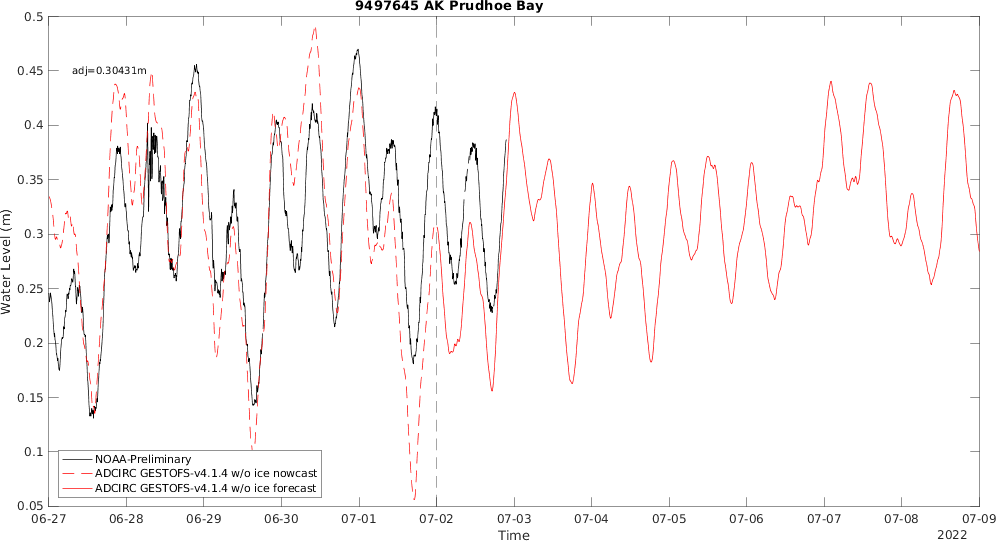 9497645 AK Prudhoe Bay
adj=0.30431m
0.5
0.45
0.4
0.35
0.3
0.25
0.2
0.15
0.1
0.05
Water Level (m)
NOAA-Preliminary
ADCIRC GESTOFS-v4.1.4 w/o ice nowcast
ADCIRC GESTOFS-v4.1.4 w/o ice forecast
06-27 06-28 06-29 06-30 07-01 07-02 07-03 07-04 07-05 07-06 07-07 07-08 07-09
Time
2022